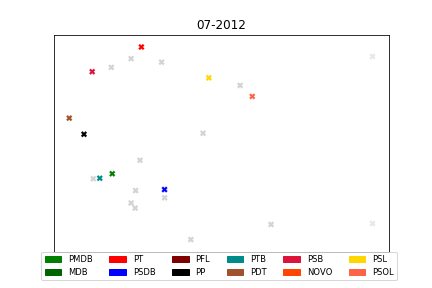 07-2012
PMDB PT PFL PTB PSB PSL
MDB PSDB PP PDT NOVO PSOL